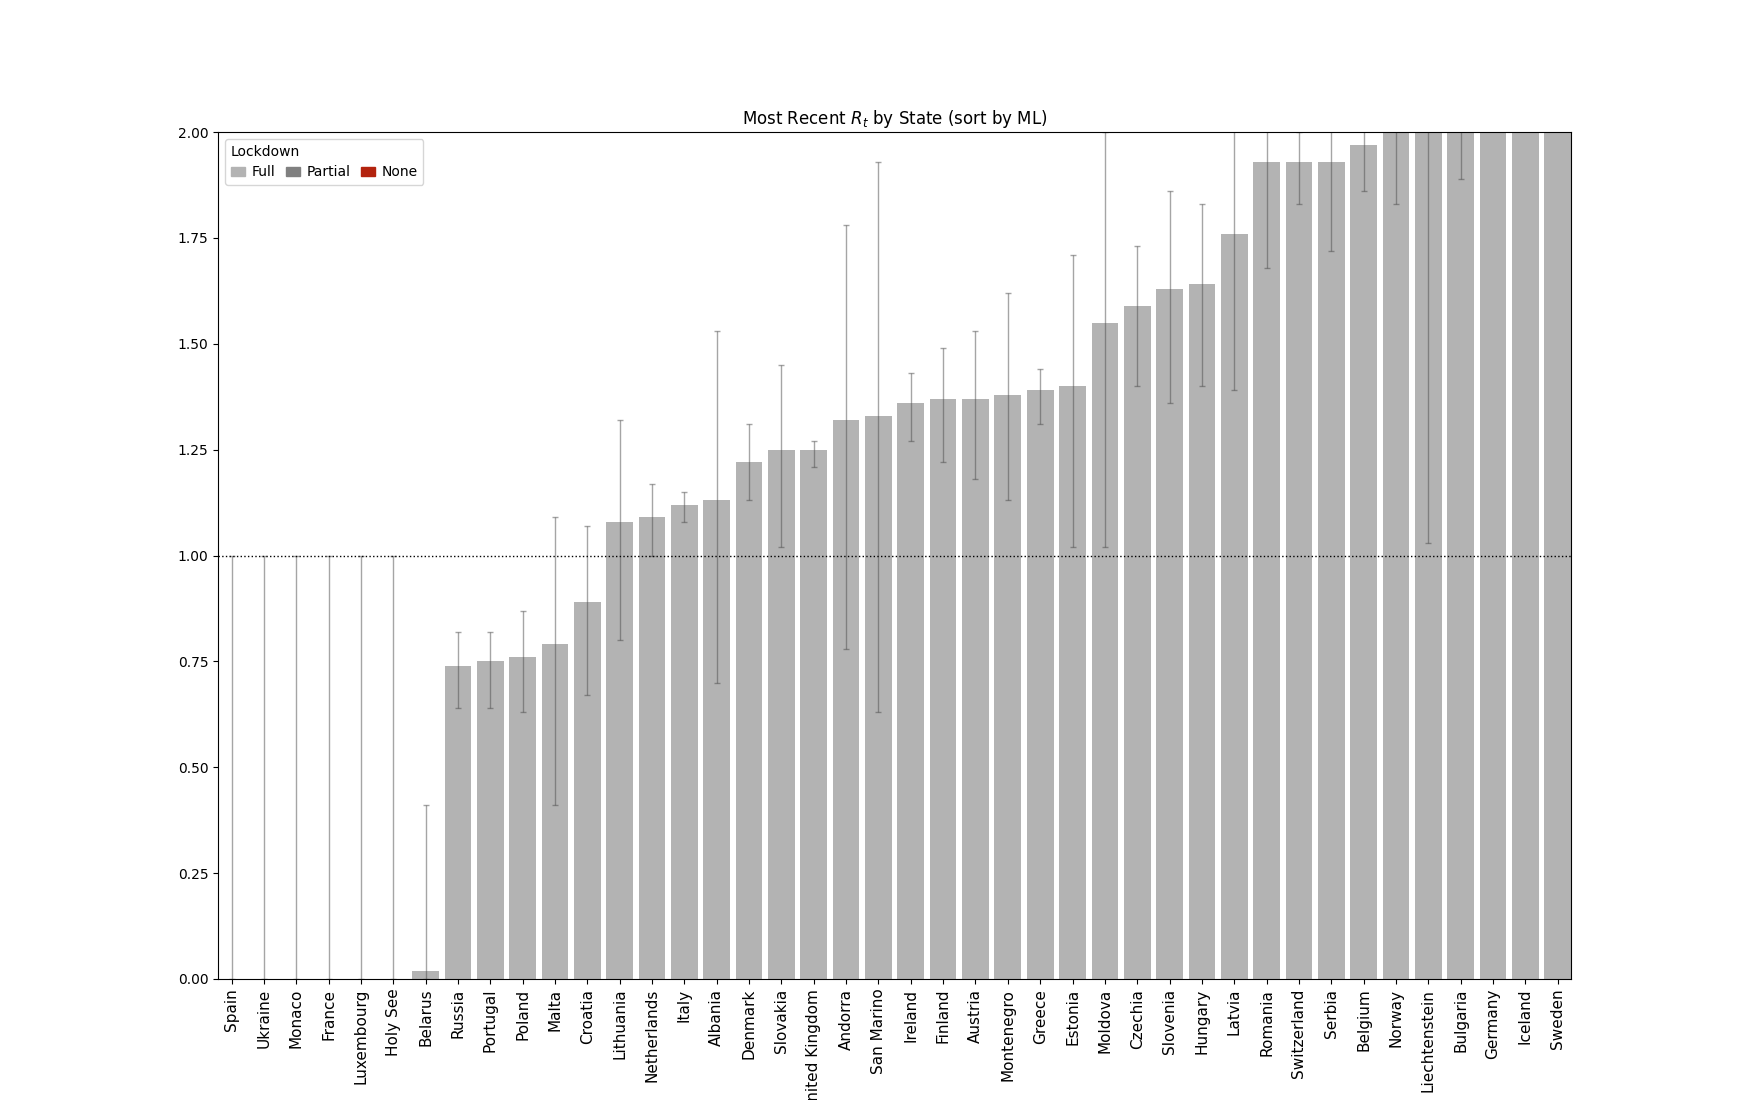 Most Recent Rt by State (sort by ML)
Lockdown
Full Partial None
2.00
1.75
1.50
1.25
1.00
0.75
0.50
0.25
0.00
Spain
Ukraine
Monaco
France
Luxembourg
Holy See
Belarus
Russia
Portugal
Poland
Malta
Croatia
Lithuania
Netherlands
Italy
Albania
Denmark
Slovakia
nited Kingdom
Andorra
San Marino
Ireland
Finland
Austria
Montenegro
Greece
Estonia
Moldova
Czechia
Slovenia
Hungary
Latvia
Romania
Switzerland
Serbia
Belgium
Norway
Liechtenstein
Bulgaria
Germany
Iceland
Sweden